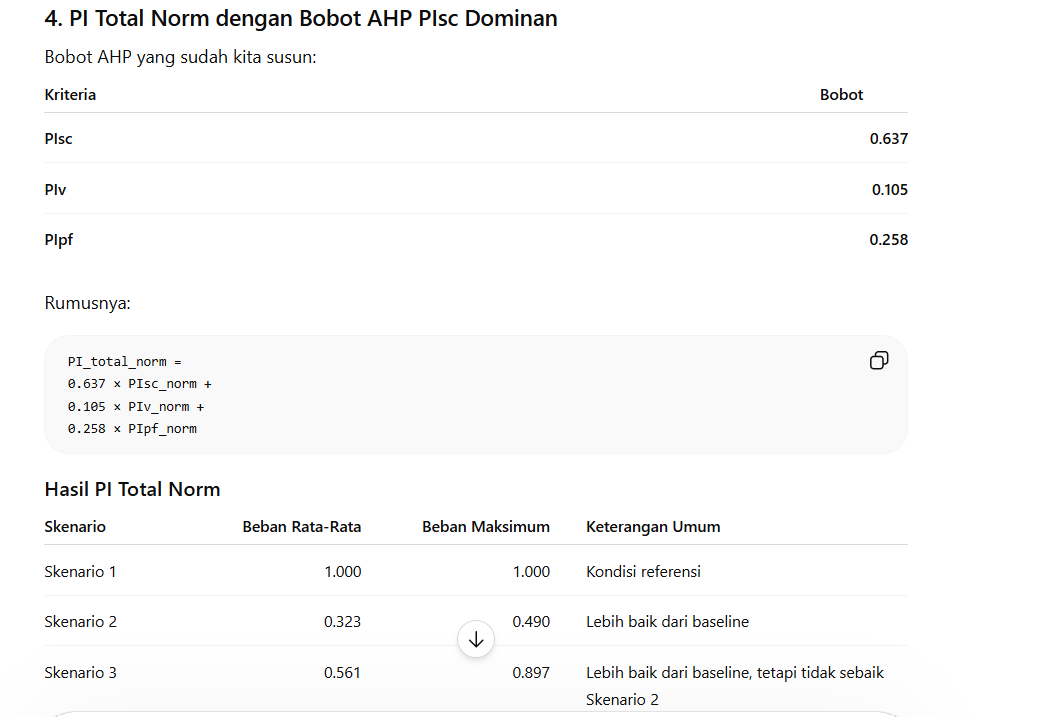 4. PI Total Norm dengan Bobot AHP PIsc Dominan
Bobot AHP yang sudah kita susun:
Kriteria Bobot
PIsc 0.637
PIv 0.105
PIpf 0.258
Rumusnya:
PI_total_norm =
0.637 × PIsc_norm +
0.105 × PIv_norm +
0.258 × PIpf_norm
Hasil PI Total Norm
Skenario Beban Rata-Rata Beban Maksimum Keterangan Umum
Skenario 1 1.000 1.000 Kondisi referensi
Skenario 2 0.323 0.490 Lebih baik dari baseline
Skenario 3 0.561 0.897 Lebih baik dari baseline, tetapi tidak sebaik
Skenario 2